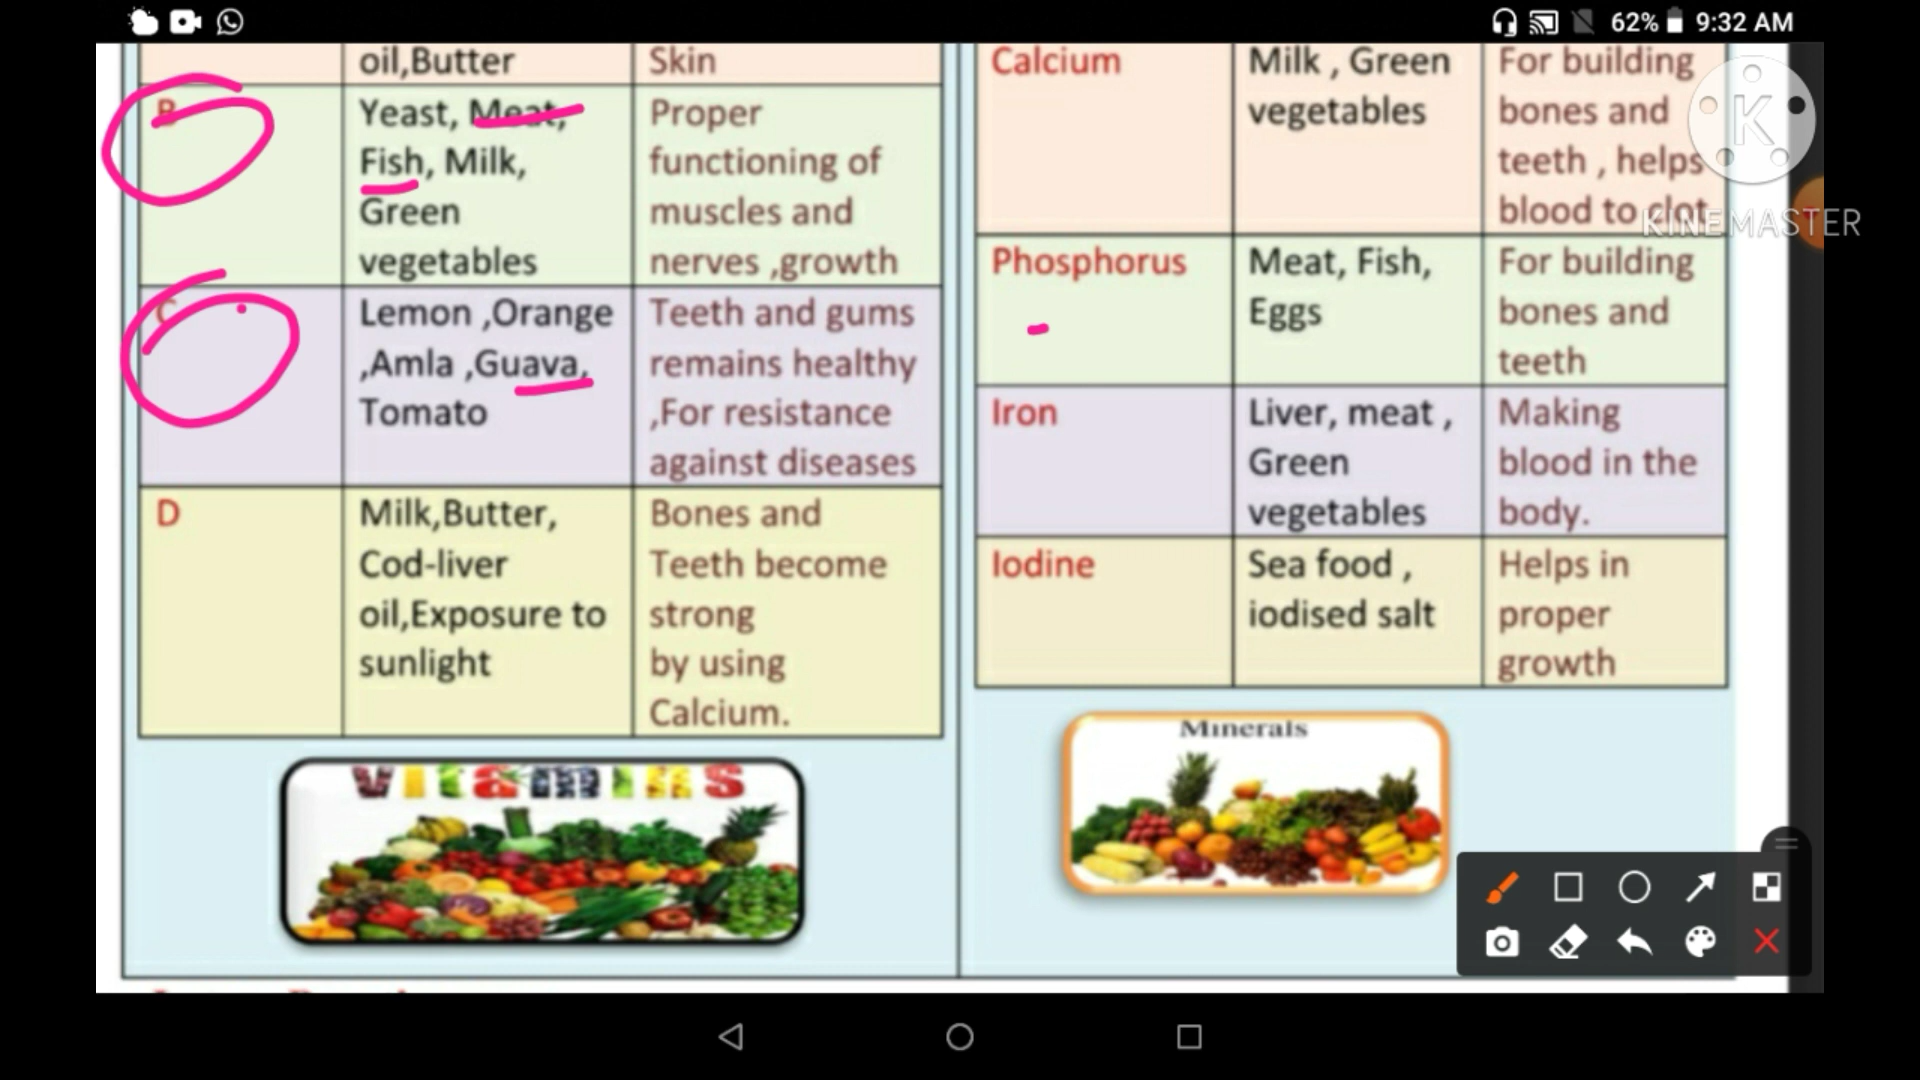 62% 9:32 AM
oil,Butter
Skin
B
Yeast, Meat,
Fish, Milk,
Green
vegetables
Proper
functioning of
muscles and
nerves ,growth
C
Lemon ,Orange
,Amla ,Guava,
Tomato
Teeth and gums
remains healthy
,For resistance
against diseases
D
Milk,Butter,
Cod-liver
oil,Exposure to
sunlight
Bones and
Teeth become
strong
by using
Calcium.
vitamins
Calcium
Milk , Green
vegetables
For building
bones and
teeth , helps
blood to clot
Phosphorus
Meat, Fish,
Eggs
For building
bones and
teeth
Iron
Liver, meat ,
Green
vegetables
Making
blood in the
body.
Iodine
Sea food ,
iodised salt
Helps in
proper
growth
Minerals
K
KINEMASTER